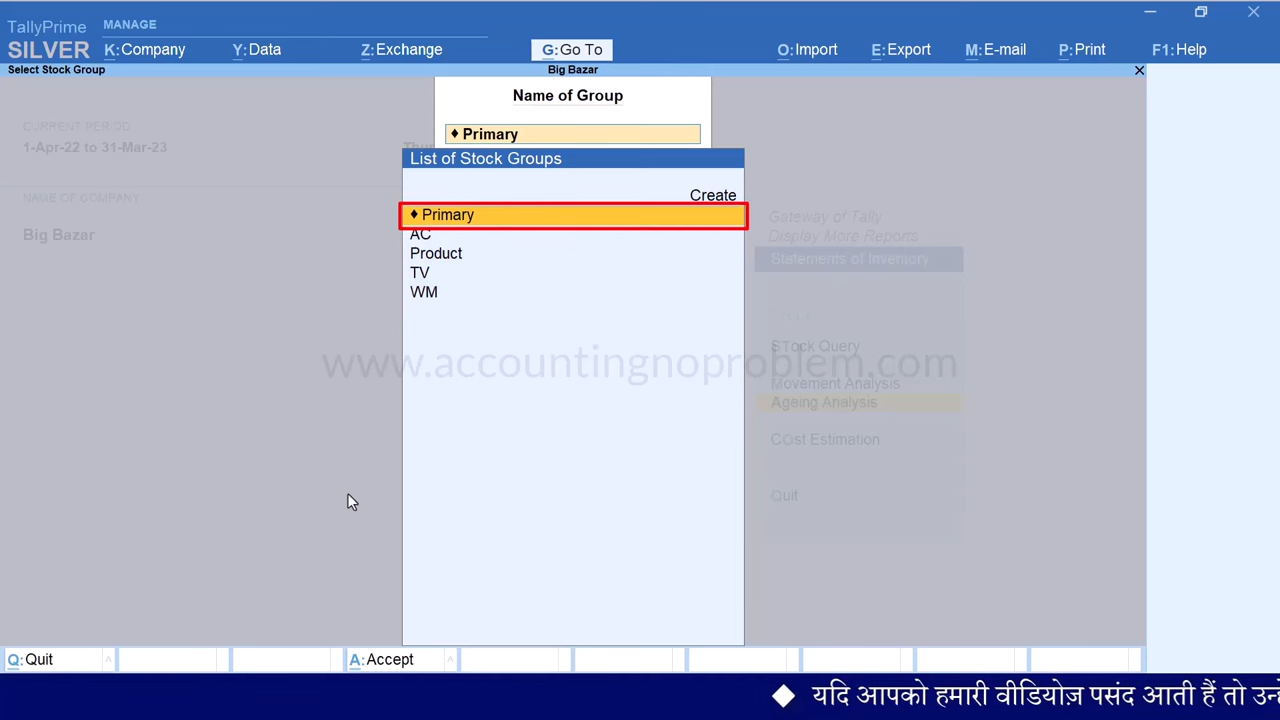 TallyPrime
MANAGE
SILVER
K:Company
Y:Data
Z:Exchange
G:Go To
O:Import
E:Export
M:E-mail
P:Print
F1:Help
Select Stock Group
Big Bazar
Name of Group
CURRENT PERIOD
♦ Primary
1-Apr-22 to 31-Mar-23
List of Stock Groups
NAME OF COMPANY
Create
♦ Primary
Gateway of Tally
Big Bazar
AC
Display More Reports
Product
Statements of Inventory
TV
WM
STock Query
www.accountingnoproblem.com
Movement Analysis
Ageing Analysis
COst Estimation
Quit
Q:Quit
A:Accept
◆ यदि आपको हमारी वीडियोज़ पसंद आती हैं तो उन्हे